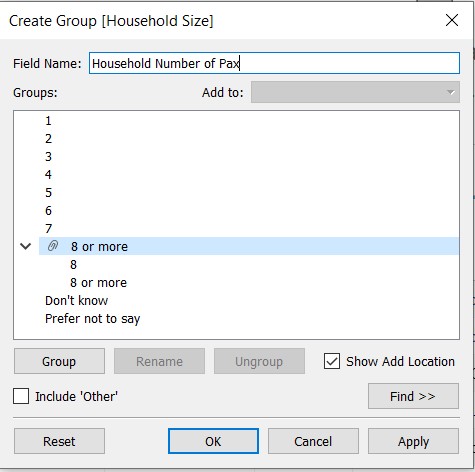 Create Group [Household Size]
Field Name: Household Number of Pax
Groups: Add to:
1
2
3
4
5
6
7
8 or more
8
8 or more
Don't know
Prefer not to say
Group Rename Ungroup Show Add Location
Include 'Other' Find >>
Reset OK Cancel Apply